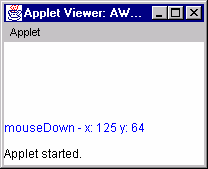 Applet Viewer: AW...
Applet
mouseDown - x: 125 y: 64
Applet started.